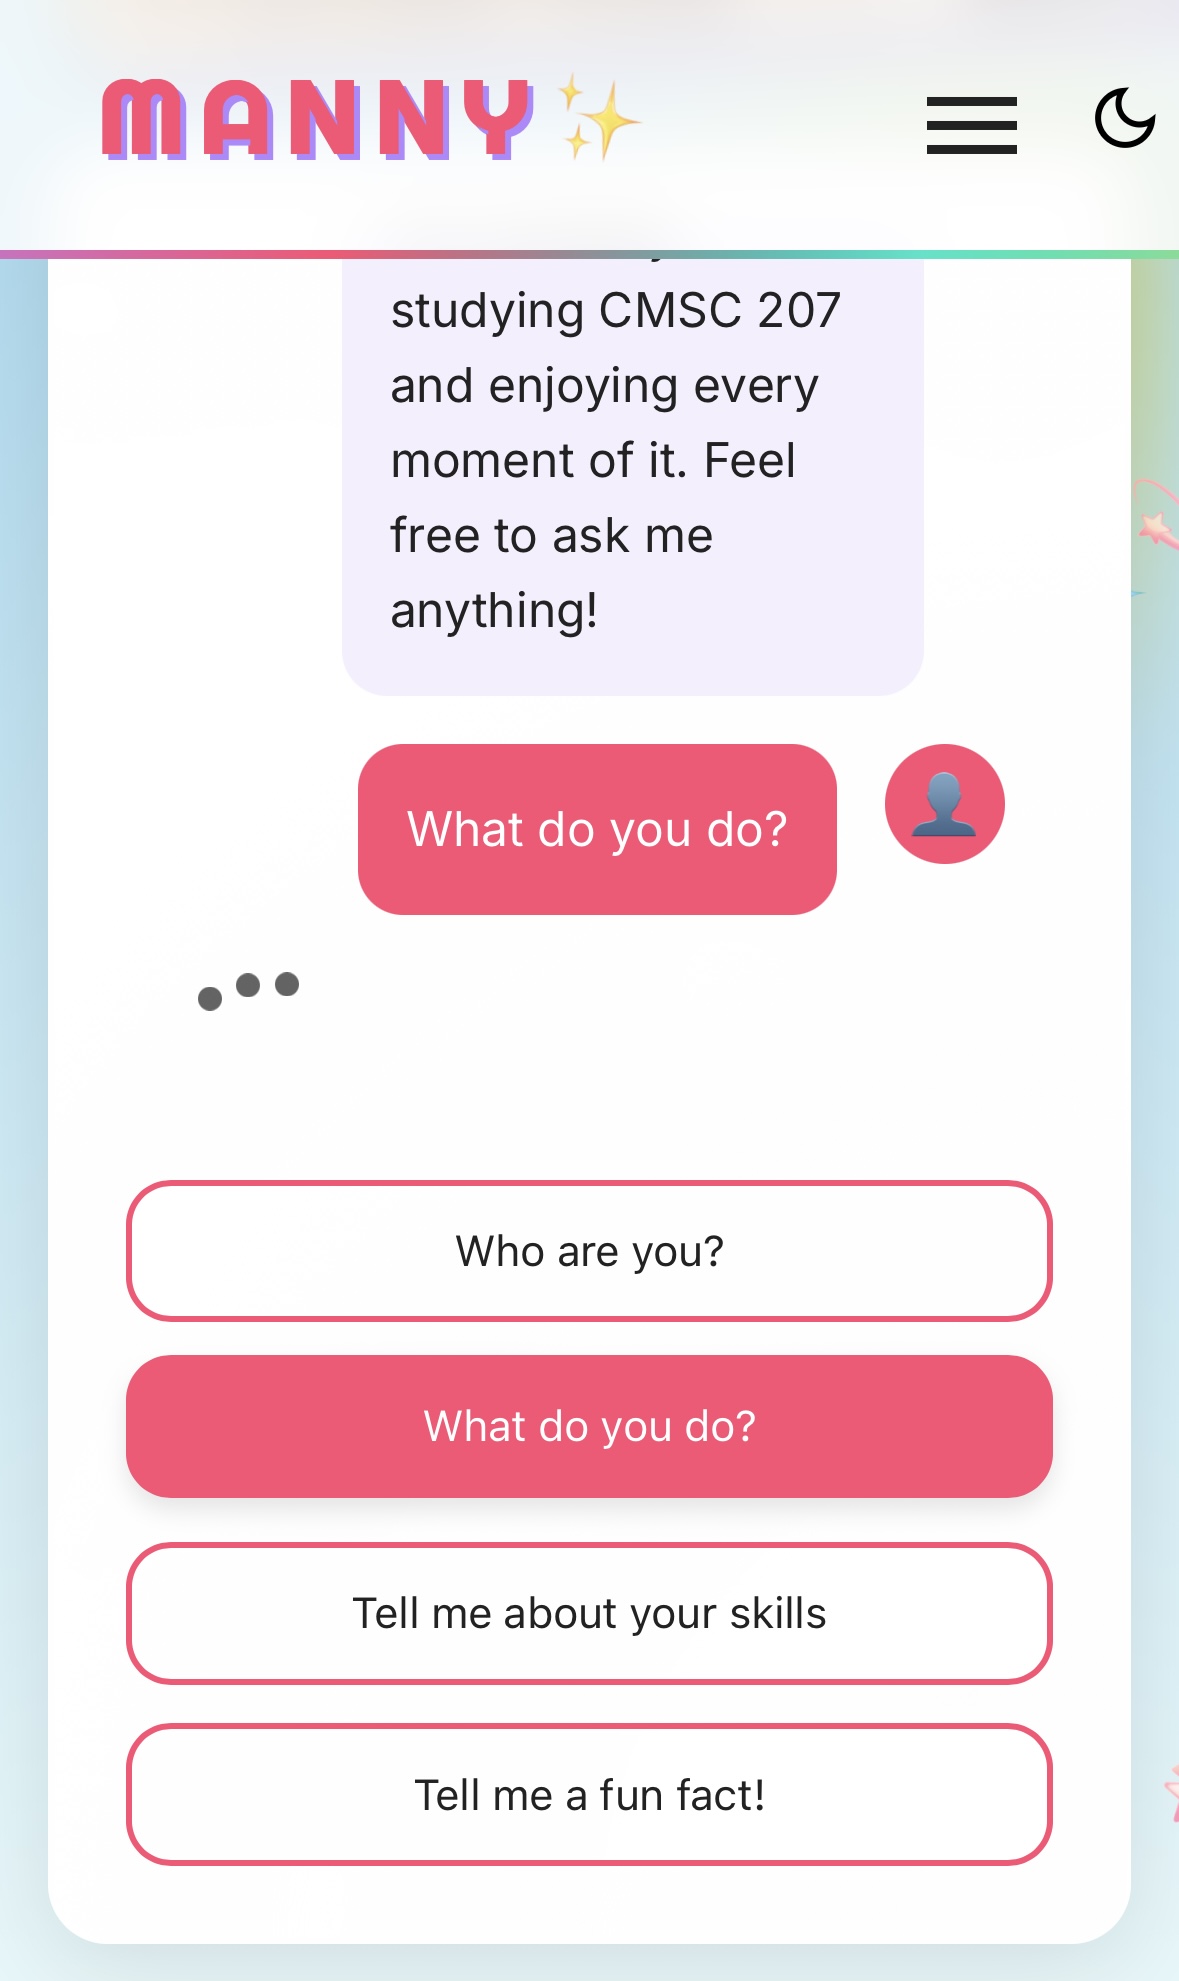 MANNY
studying CMSC 207
and enjoying every
moment of it. Feel
free to ask me
anything!
What do you do?
Who are you?
What do you do?
Tell me about your skills
Tell me a fun fact!